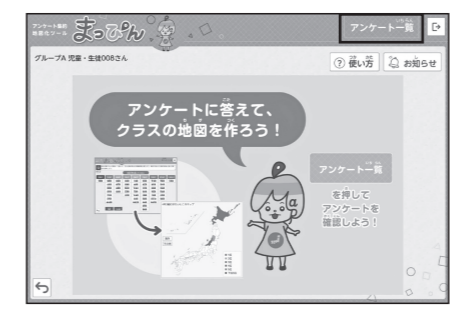 アンケート集約
地図化ツール
まっぴん
アンケート一覧
グループA 児童・生徒008さん
使い方
お知らせ
アンケートに答えて、
クラスの地図を作ろう！
アンケート一覧
を押して
アンケートを
確認しよう！